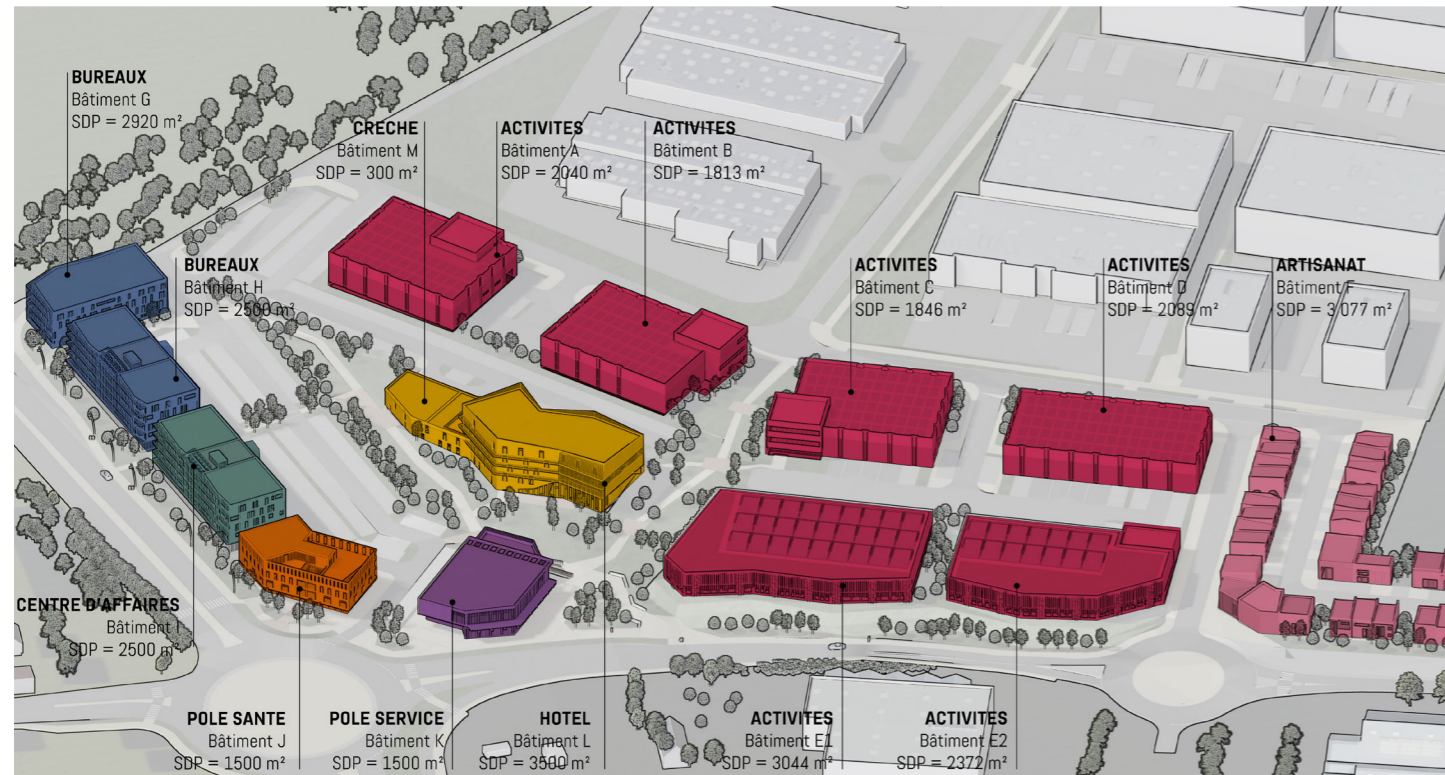 BUREAUX
Bâtiment G
SDP = 2920 m²
CRECHE
Bâtiment M
SDP = 300 m²
ACTIVITES
Bâtiment A
SDP = 2040 m²
ACTIVITES
Bâtiment B
SDP = 1813 m²
BUREAUX
Bâtiment H
SDP = 2500 m²
ACTIVITES
Bâtiment C
SDP = 1846 m²
ACTIVITES
Bâtiment D
SDP = 2089 m²
ARTISANAT
Bâtiment F
SDP = 3 077 m²
CENTRE D'AFFAIRES
Bâtiment I
SDP = 2500 m²
POLE SANTE
Bâtiment J
SDP = 1500 m²
POLE SERVICE
Bâtiment K
SDP = 1500 m²
HOTEL
Bâtiment L
SDP = 3500 m²
ACTIVITES
Bâtiment E1
SDP = 3044 m²
ACTIVITES
Bâtiment E2
SDP = 2372 m²